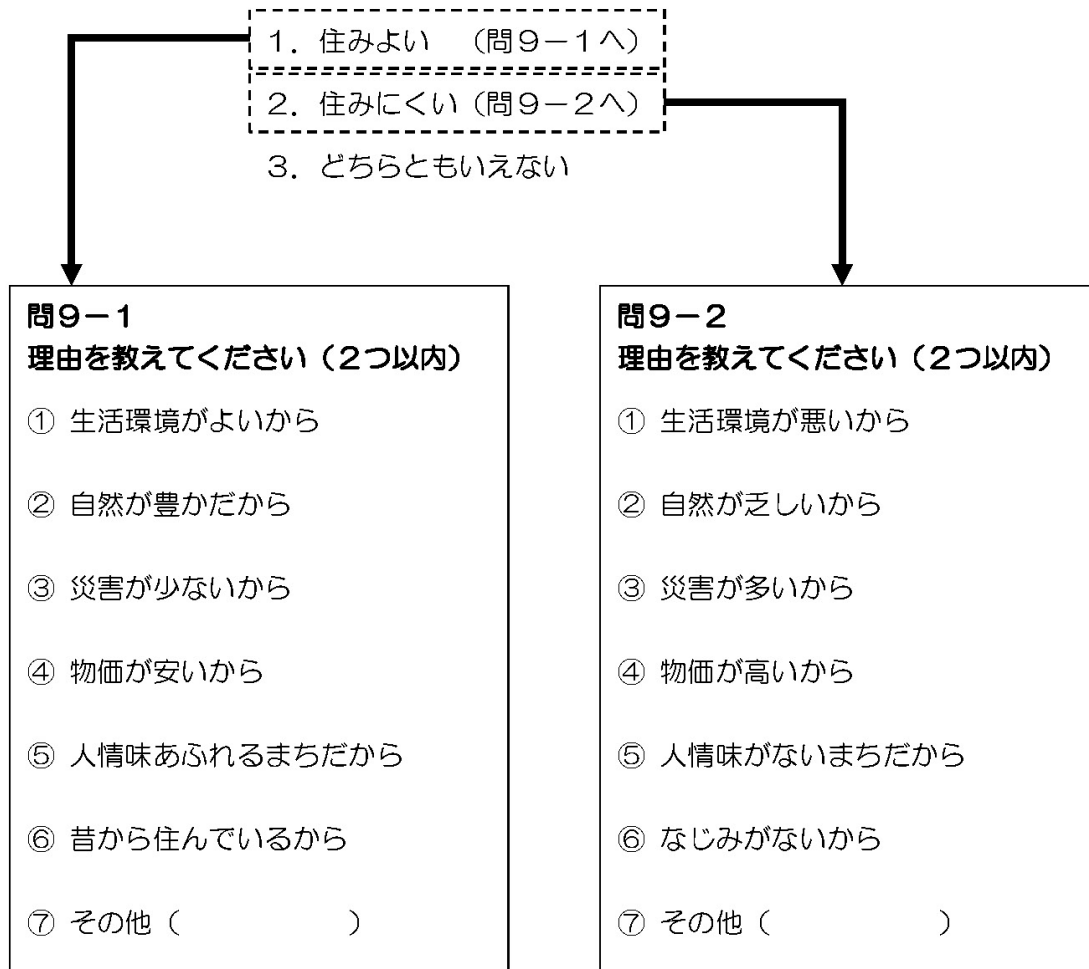 １．住みよい　（問９－１へ）
２．住みにくい（問９－２へ）
３．どちらともいえない
問９－１
理由を教えてください（２つ以内）
① 生活環境がよいから
② 自然が豊かだから
③ 災害が少ないから
④ 物価が安いから
⑤ 人情味あふれるまちだから
⑥ 昔から住んでいるから
⑦ その他（　　　　　　）
問９－２
理由を教えてください（２つ以内）
① 生活環境が悪いから
② 自然が乏しいから
③ 災害が多いから
④ 物価が高いから
⑤ 人情味がないまちだから
⑥ なじみがないから
⑦ その他（　　　　　　）